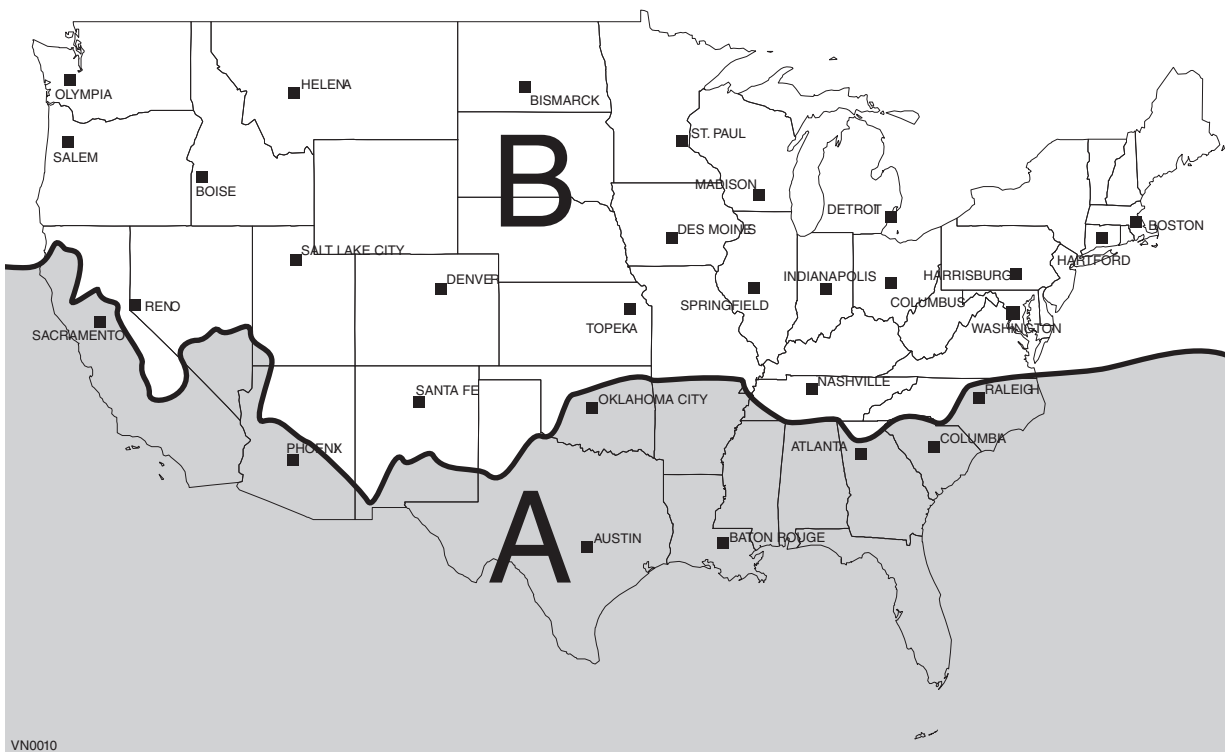 OLYMPIA
HELENA
BISMARCK
ST. PAUL
SALEM
BOISE
B
MADISON
DETROIT
DES MOINES
BOSTON
HARTFORD
SALT LAKE CITY
DENVER
INDIANAPOLIS
HARRISBURG
SPRINGFIELD
COLUMBUS
RENO
TOPEKA
WASHINGTON
SACRAMENTO
SANTA FE
OKLAHOMA CITY
NASHVILLE
RALEIGH
PHOENIX
ATLANTA
COLUMBIA
A
AUSTIN
BATON ROUGE
VN0010